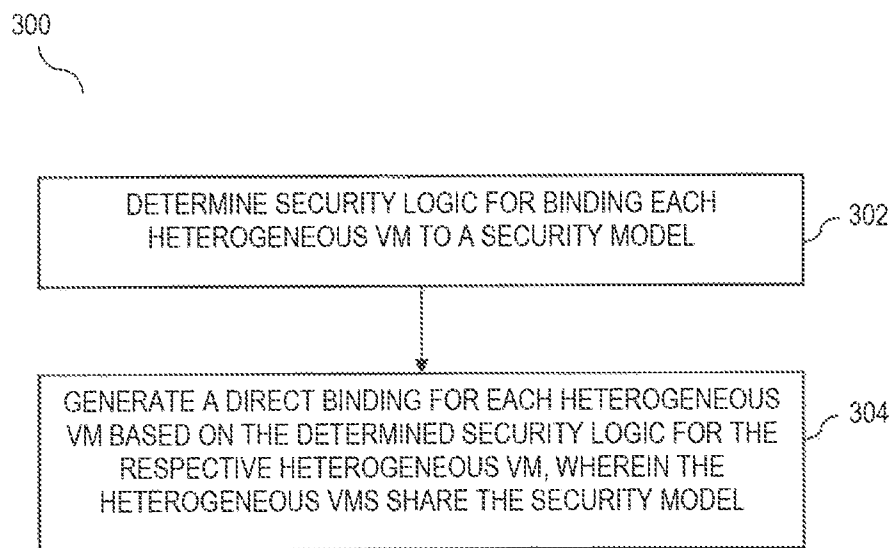 300
DETERMINE SECURITY LOGIC FOR BINDING EACH
HETEROGENEOUS VM TO A SECURITY MODEL
302
GENERATE A DIRECT BINDING FOR EACH HETEROGENEOUS
VM BASED ON THE DETERMINED SECURITY LOGIC FOR THE
RESPECTIVE HETEROGENEOUS VM, WHEREIN THE
HETEROGENEOUS VMS SHARE THE SECURITY MODEL
304